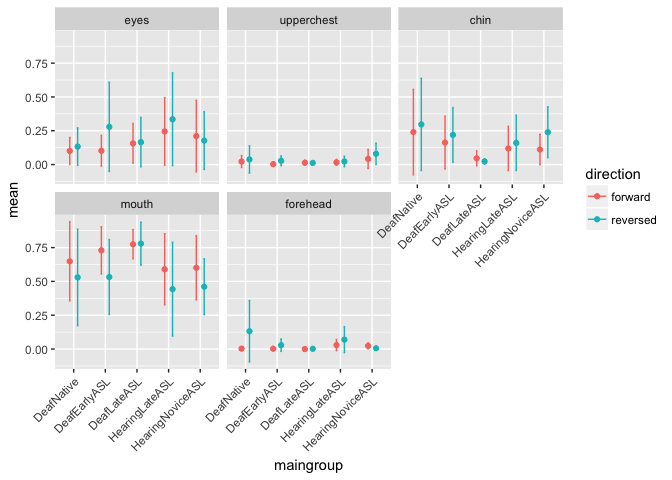 eyes
upperchest
chin
0.75
0.50
0.25
0.00
mean
mouth
forehead
0.75
0.50
0.25
0.00
DeafNative
DeafEarlyASL
DeafLateASL
HearingLateASL
HearingNoviceASL
DeafNative
DeafEarlyASL
DeafLateASL
HearingLateASL
HearingNoviceASL
DeafNative
DeafEarlyASL
DeafLateASL
HearingLateASL
HearingNoviceASL
maingroup
direction
forward
reversed